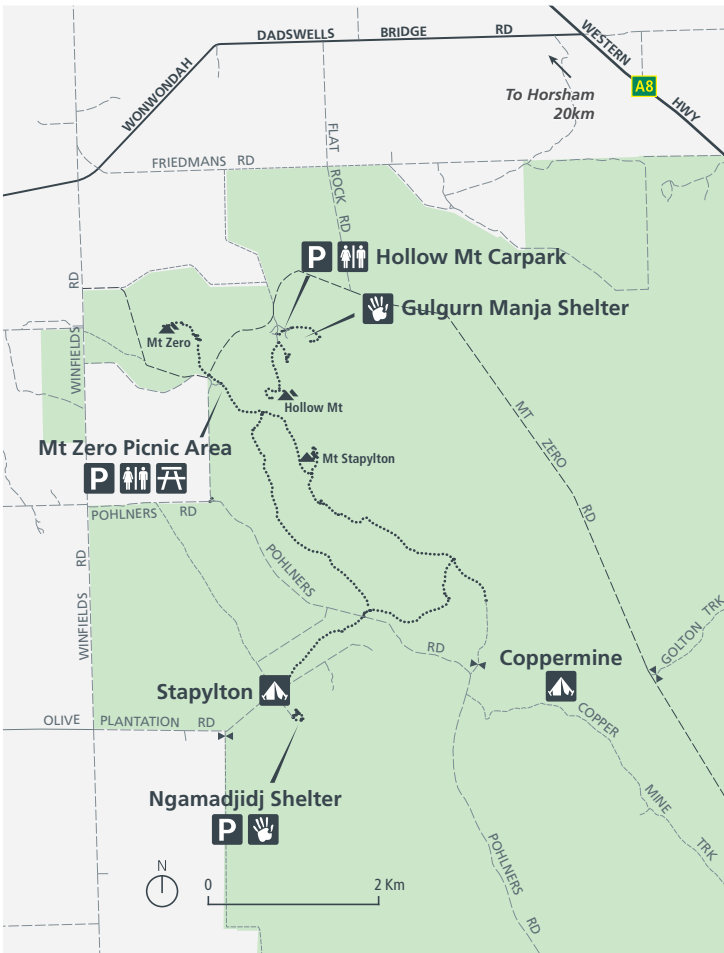 DADSWELLS BRIDGE RD
WESTERN HWY
A8
WONWONDAH
To Horsham
20km
FLAT ROCK RD
FRIEDMANS RD
P Hollow Mt Carpark
Gulgurn Manja Shelter
WINFIELDS RD
Mt Zero
Hollow Mt
MT ZERO RD
Mt Zero Picnic Area
P
Mt Stapylton
POHLNERS RD
POHLNERS RD
WINFIELDS RD
GOLTON TRK
Coppermine
Stapylton
OLIVE PLANTATION RD
COPPER MINE TRK
Ngamadjidj Shelter
P
POHLNERS RD
N
0 2 Km